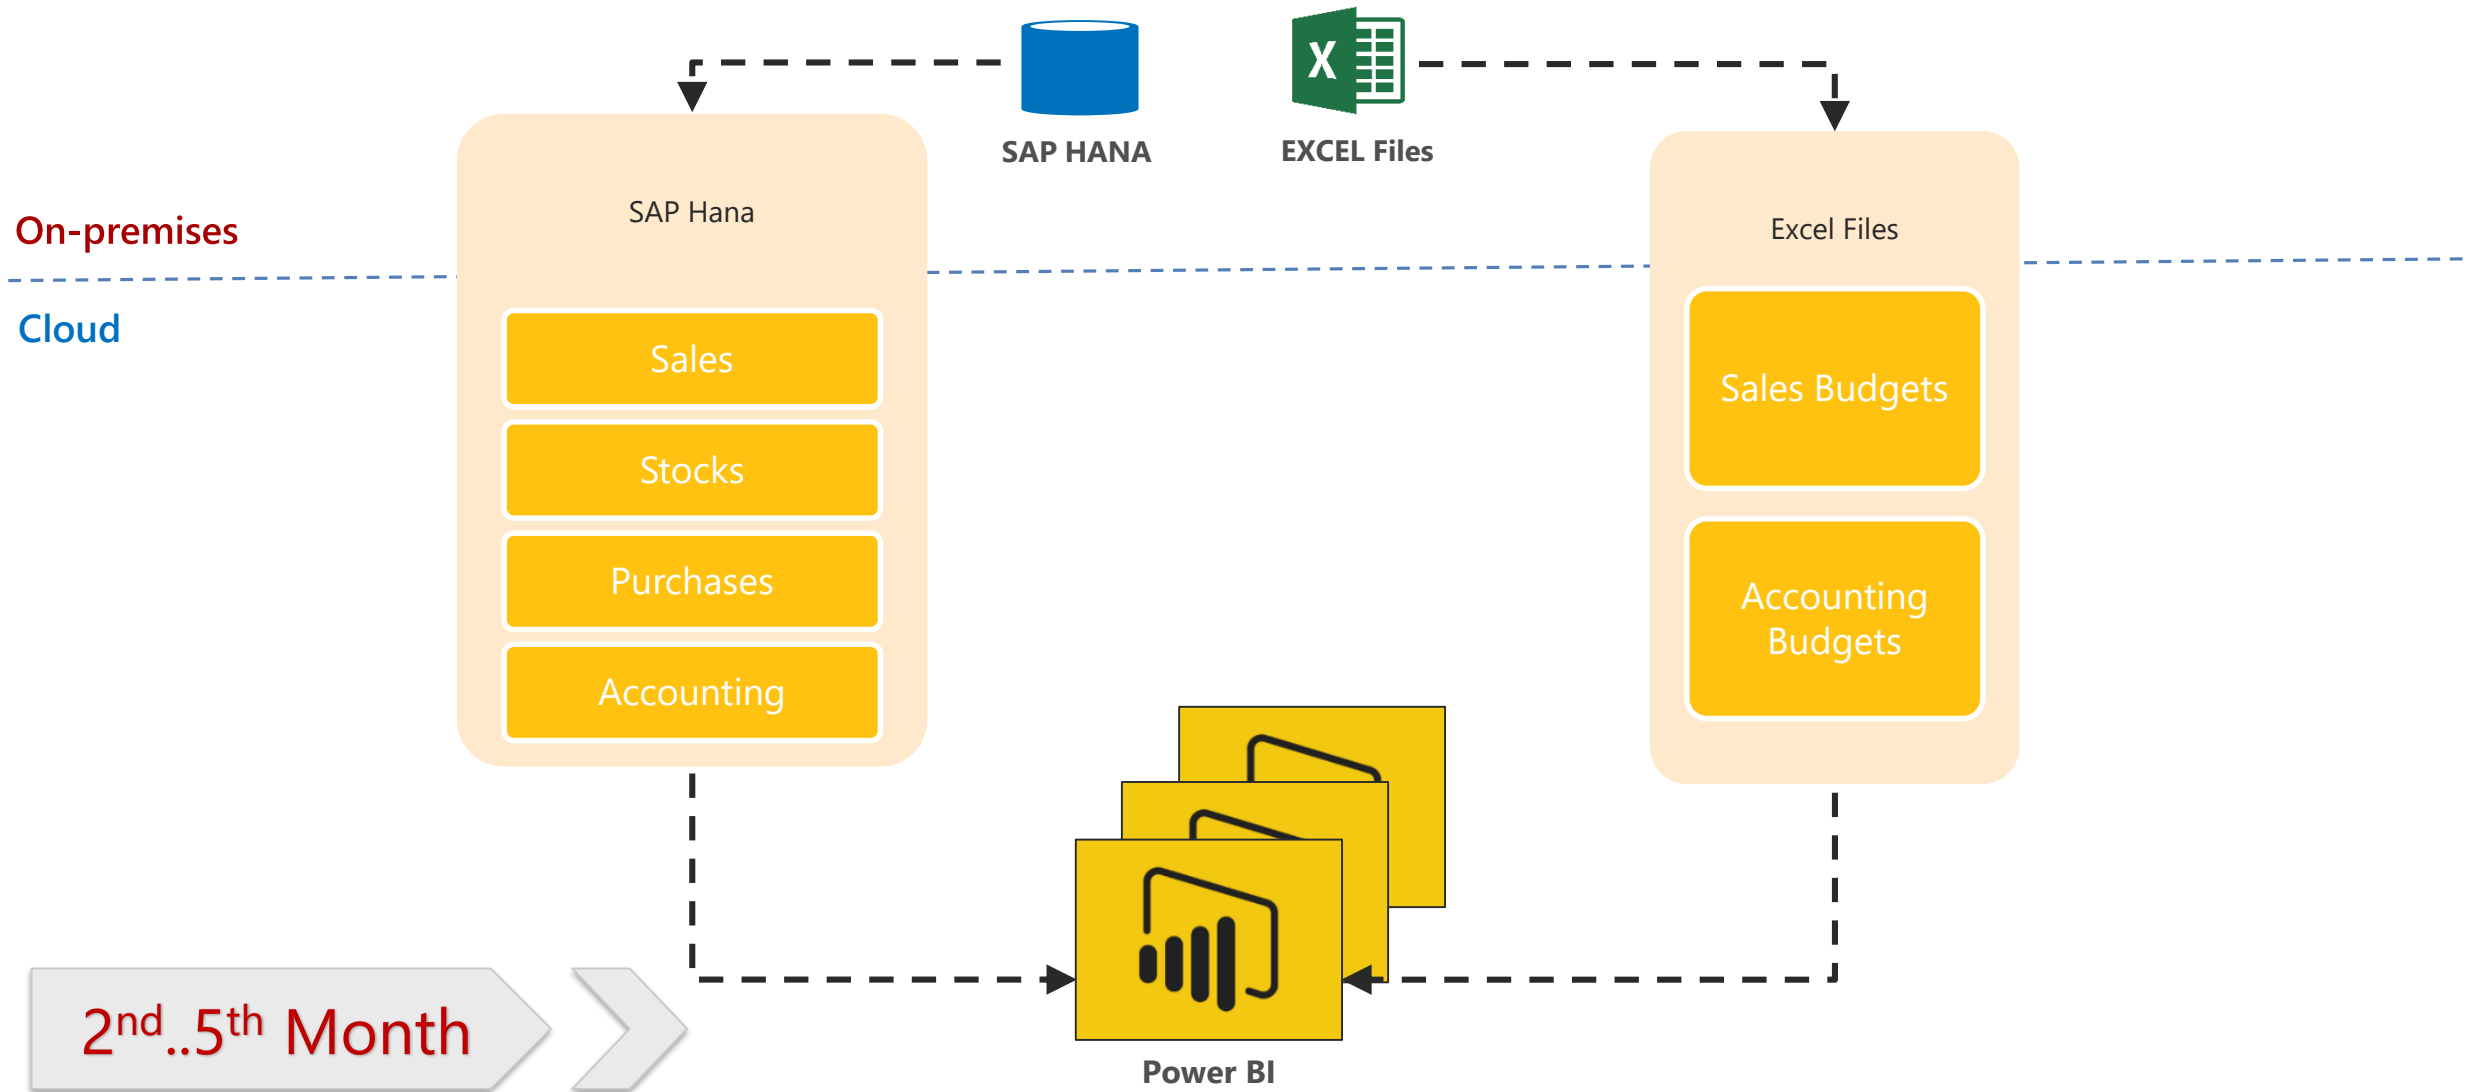 X
SAP HANA
EXCEL Files
SAP Hana
Excel Files
On-premises
Cloud
Sales
Stocks
Purchases
Accounting
Sales Budgets
Accounting
Budgets
2nd..5th Month
Power BI